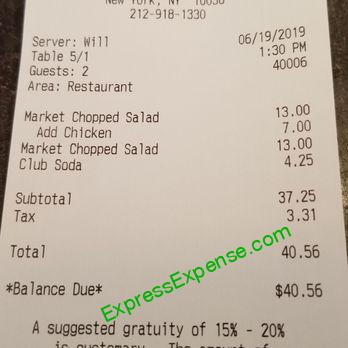 New York, NY 10036
212-918-1330
Server: Will 06/19/2019
Table 5/1 1:30 PM
Guests: 2 40006
Area: Restaurant
Market Chopped Salad 13.00
Add Chicken 7.00
Market Chopped Salad 13.00
Club Soda 4.25
Subtotal 37.25
Tax 3.31
Total 40.56
*Balance Due* $40.56
ExpressExpense.com
A suggested gratuity of 15% - 20%
is customary. The amount of